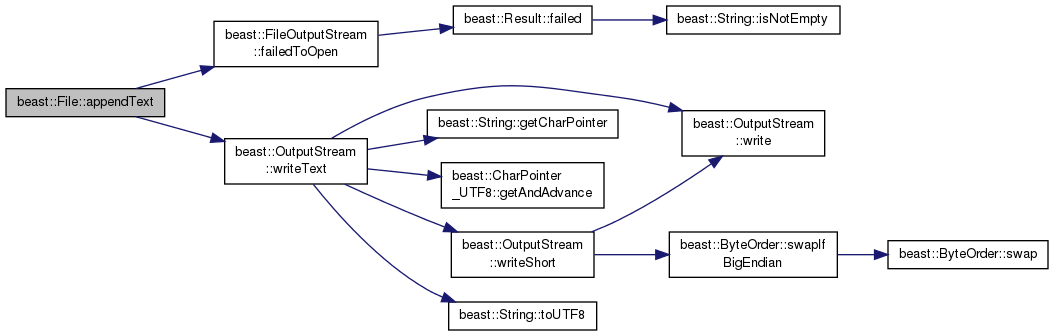 beast::File::appendText
beast::FileOutputStream
::failedToOpen
beast::Result::failed
beast::String::isNotEmpty
beast::OutputStream
::writeText
beast::String::getCharPointer
beast::OutputStream
::write
beast::CharPointer
_UTF8::getAndAdvance
beast::OutputStream
::writeShort
beast::ByteOrder::swapIf
BigEndian
beast::ByteOrder::swap
beast::String::toUTF8